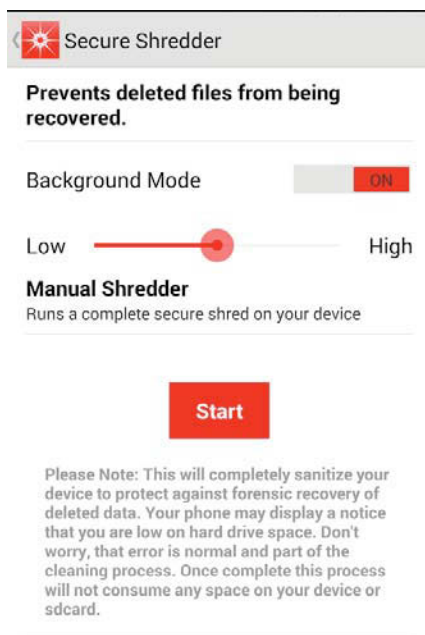 Secure Shredder
Prevents deleted files from being
recovered.
Background Mode
ON
Low
High
Manual Shredder
Runs a complete secure shred on your device
Start
Please Note: This will completely sanitize your
device to protect against forensic recovery of
deleted data. Your phone may display a notice
that you are low on hard drive space. Don't
worry, that error is normal and part of the
cleaning process. Once complete this process
will not consume any space on your device or
sdcard.